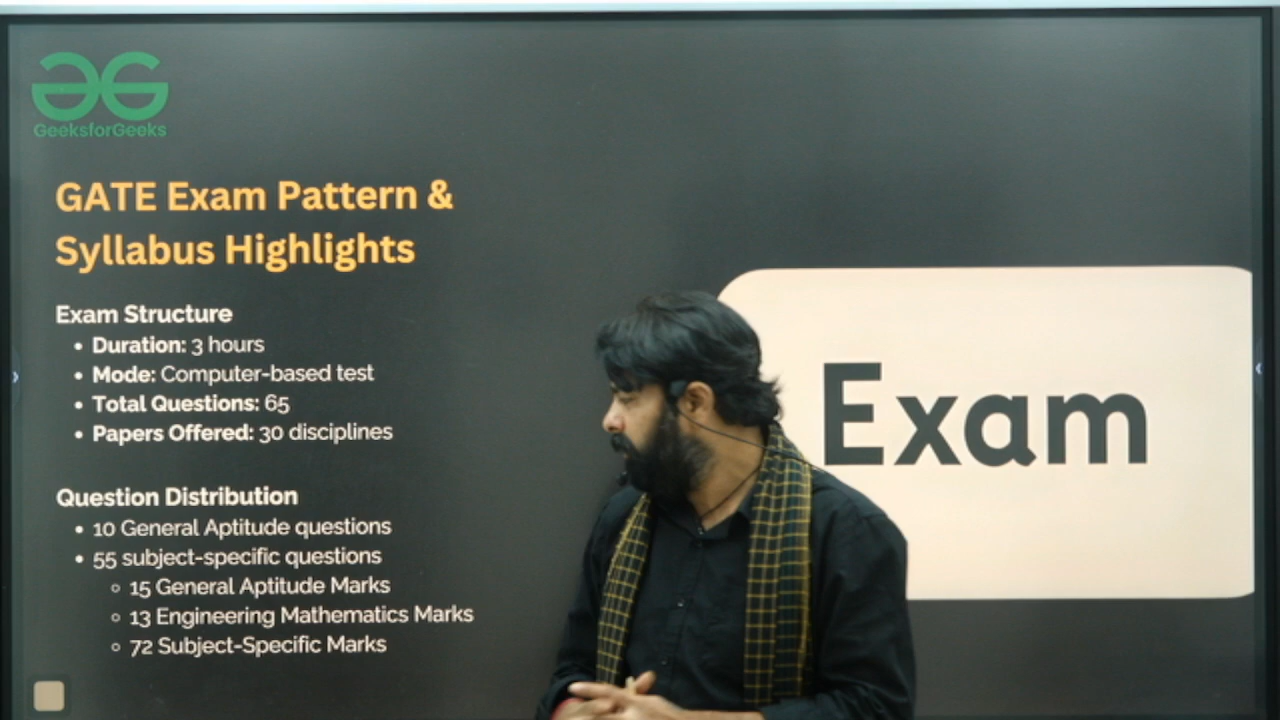 GeeksforGeeks
GATE Exam Pattern &
Syllabus Highlights
Exam Structure
• Duration: 3 hours
• Mode: Computer-based test
• Total Questions: 65
• Papers Offered: 30 disciplines
Question Distribution
• 10 General Aptitude questions
• 55 subject-specific questions
◦ 15 General Aptitude Marks
◦ 13 Engineering Mathematics Marks
◦ 72 Subject-Specific Marks
Exam